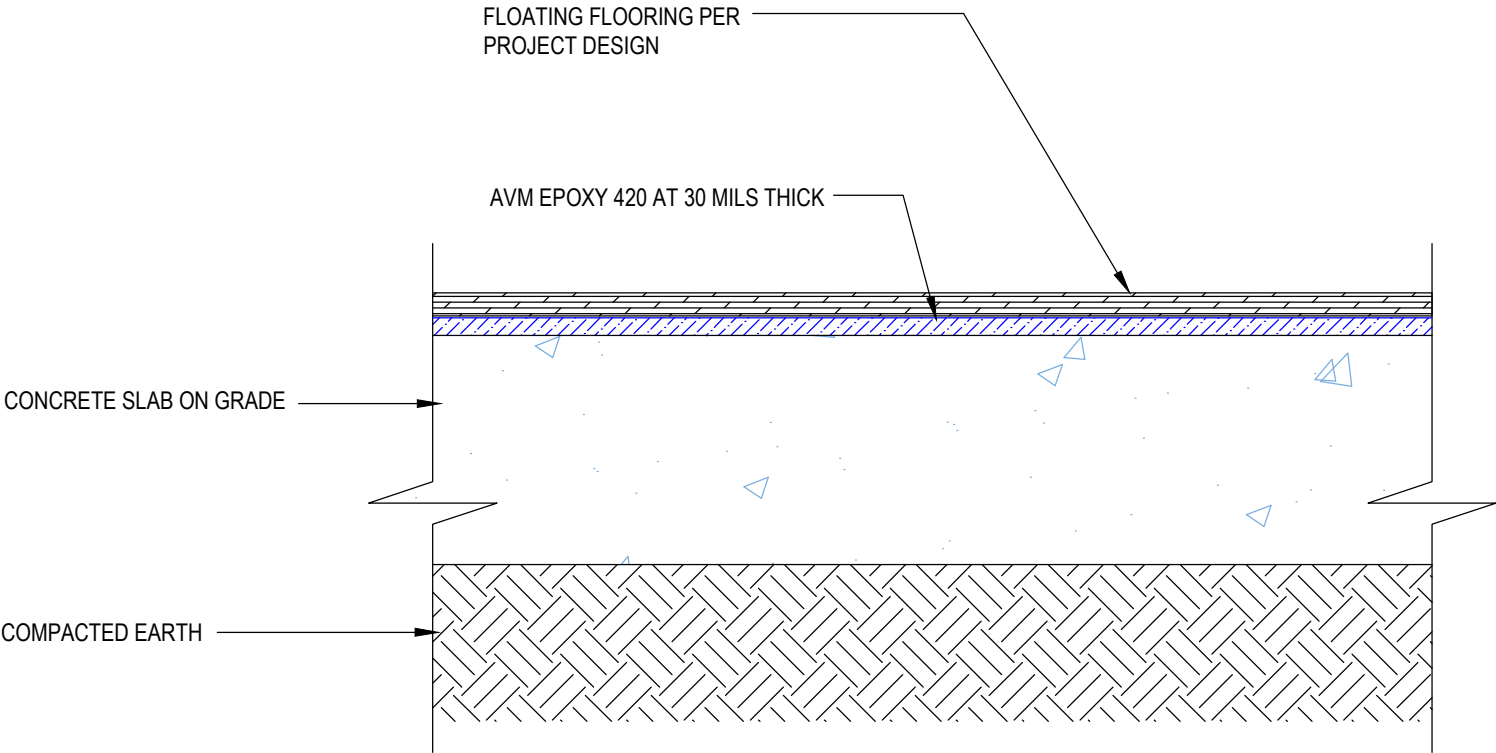 FLOATING FLOORING PER
PROJECT DESIGN
AVM EPOXY 420 AT 30 MILS THICK
CONCRETE SLAB ON GRADE
COMPACTED EARTH